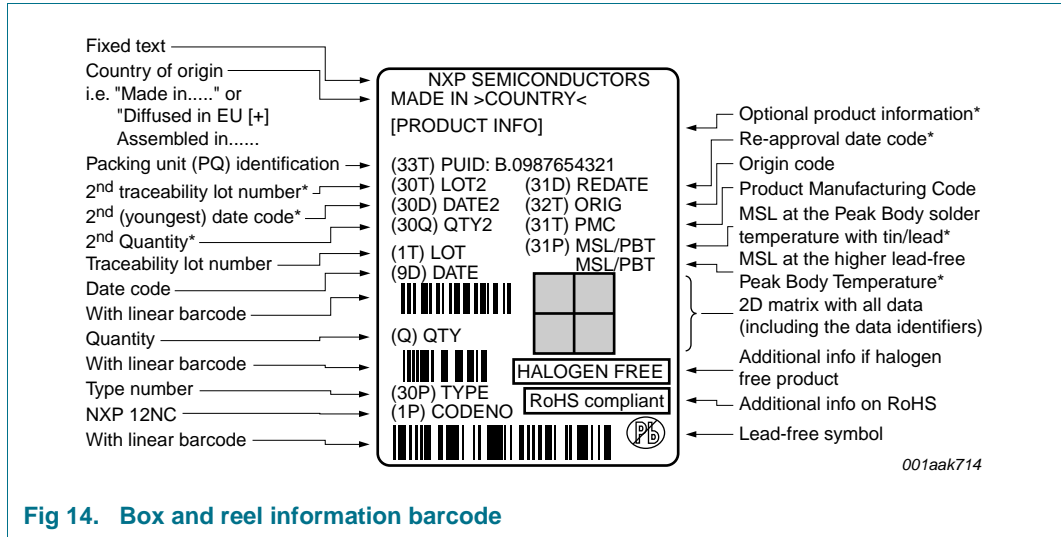 Fixed text
Country of origin
i.e. "Made in....." or
"Diffused in EU [+]
Assembled in......
Packing unit (PQ) identification
2nd traceability lot number*
2nd (youngest) date code*
2nd Quantity*
Traceability lot number
Date code
With linear barcode
Quantity
With linear barcode
Type number
NXP 12NC
With linear barcode
NXP SEMICONDUCTORS
MADE IN >COUNTRY<
[PRODUCT INFO]
(33T) PUID: B.0987654321
(30T) LOT2 (31D) REDATE
(30D) DATE2 (32T) ORIG
(30Q) QTY2 (31T) PMC
(31P) MSL/PBT
(1T) LOT MSL/PBT
(9D) DATE
(Q) QTY
HALOGEN FREE
(30P) TYPE
RoHS compliant
(1P) CODENO
Pb
Optional product information*
Re-approval date code*
Origin code
Product Manufacturing Code
MSL at the Peak Body solder
temperature with tin/lead*
MSL at the higher lead-free
Peak Body Temperature*
2D matrix with all data
(including the data identifiers)
Additional info if halogen
free product
Additional info on RoHS
Lead-free symbol
001aak714
Fig 14. Box and reel information barcode